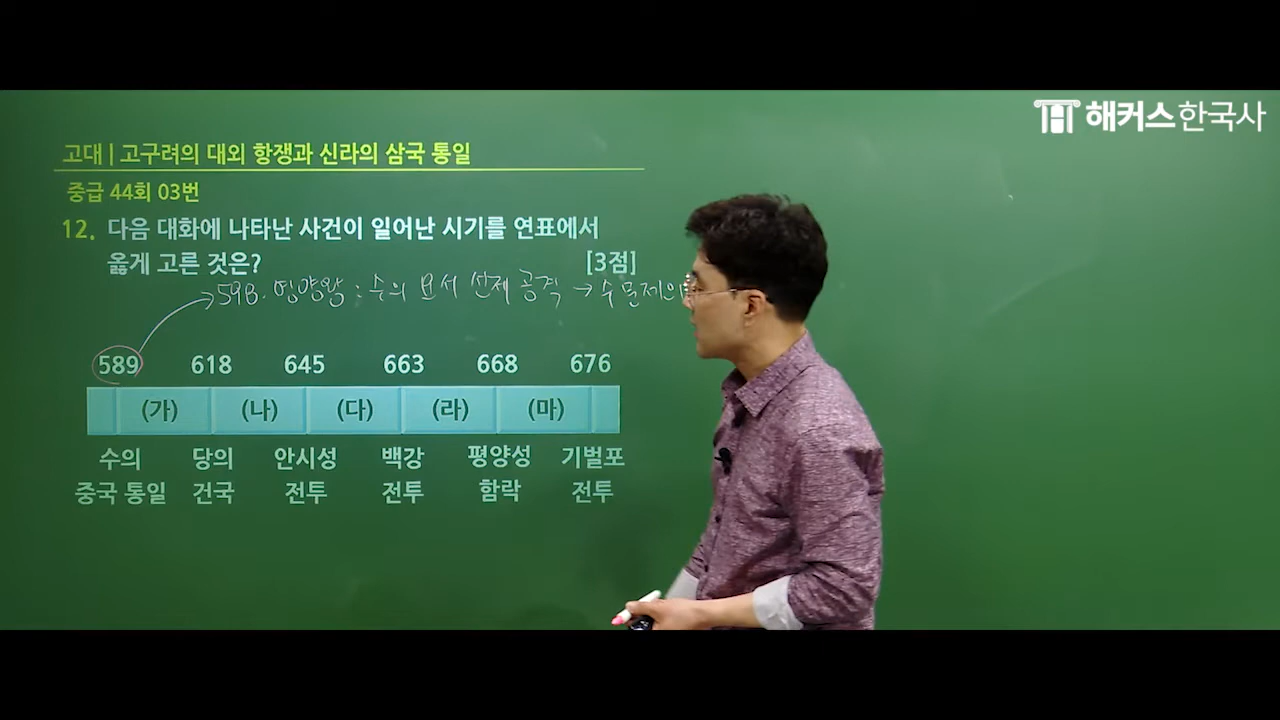 해커스한국사
고대 | 고구려의 대외 항쟁과 신라의 삼국 통일
중급 44회 03번
12. 다음 대화에 나타난 사건이 일어난 시기를 연표에서
옳게 고른 것은? [3점]
598. 영양왕 : 수의 요서 선제 공격 → 수 문제의
589 618 645 663 668 676
(가) (나) (다) (라) (마)
수의 당의 안시성 백강 평양성 기벌포
중국 통일 건국 전투 전투 함락 전투